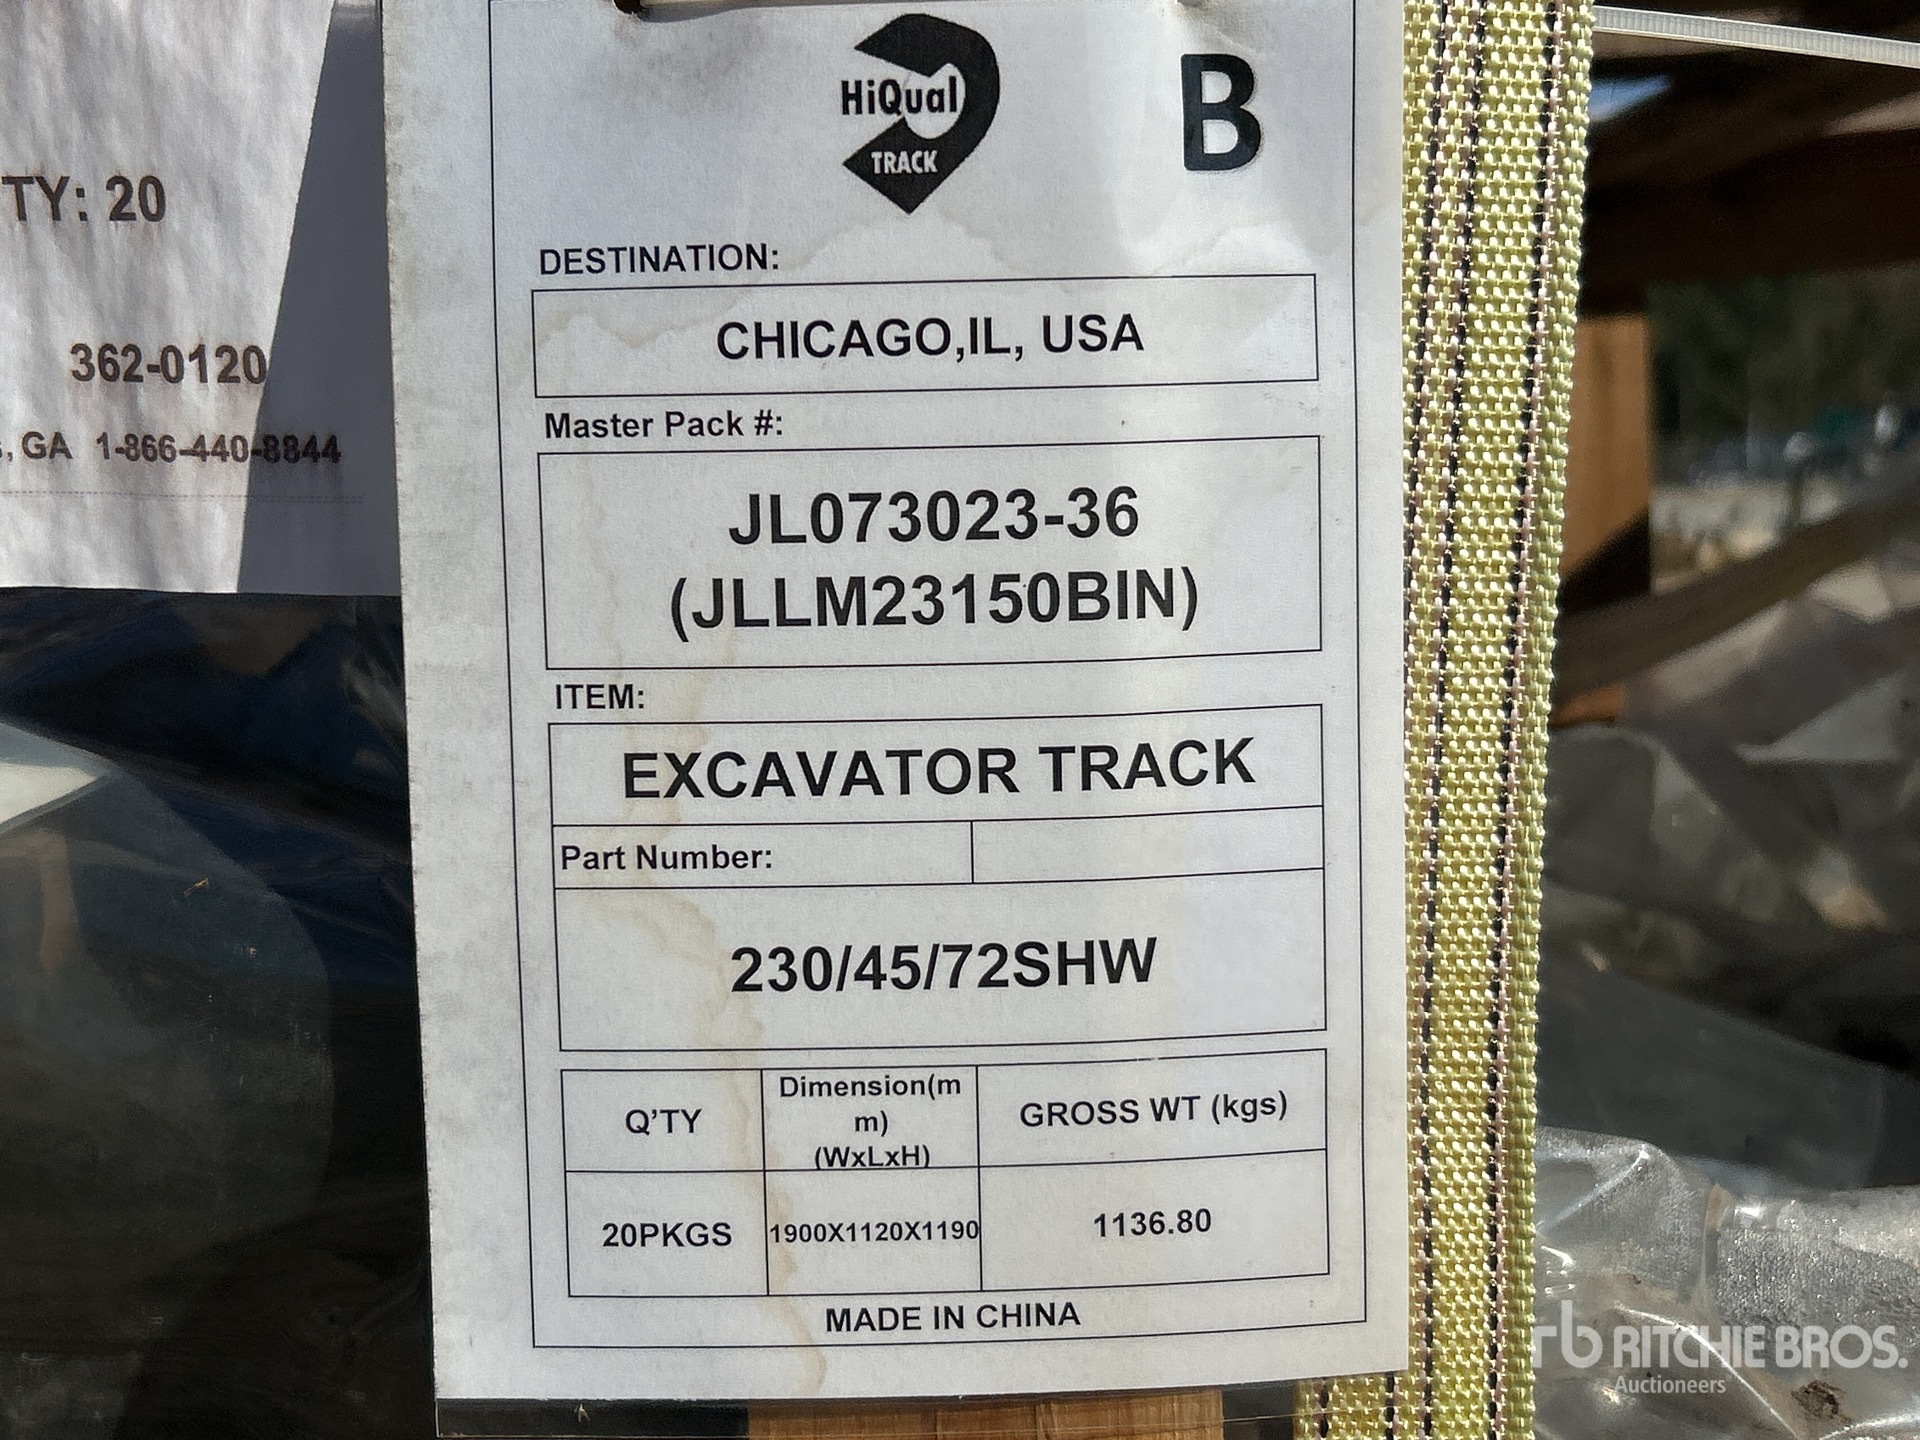 TY: 20
362-0120
, GA 1-866-440-8844
HiQual
TRACK
B
DESTINATION:
CHICAGO,IL, USA
Master Pack #:
JL073023-36
(JLLM23150BIN)
ITEM:
EXCAVATOR TRACK
Part Number:
230/45/72SHW
Q'TY
Dimension(m
m)
(WxLxH)
GROSS WT (kgs)
20PKGS
1900X1120X1190
1136.80
MADE IN CHINA
rb RITCHIE BROS.
Auctioneers